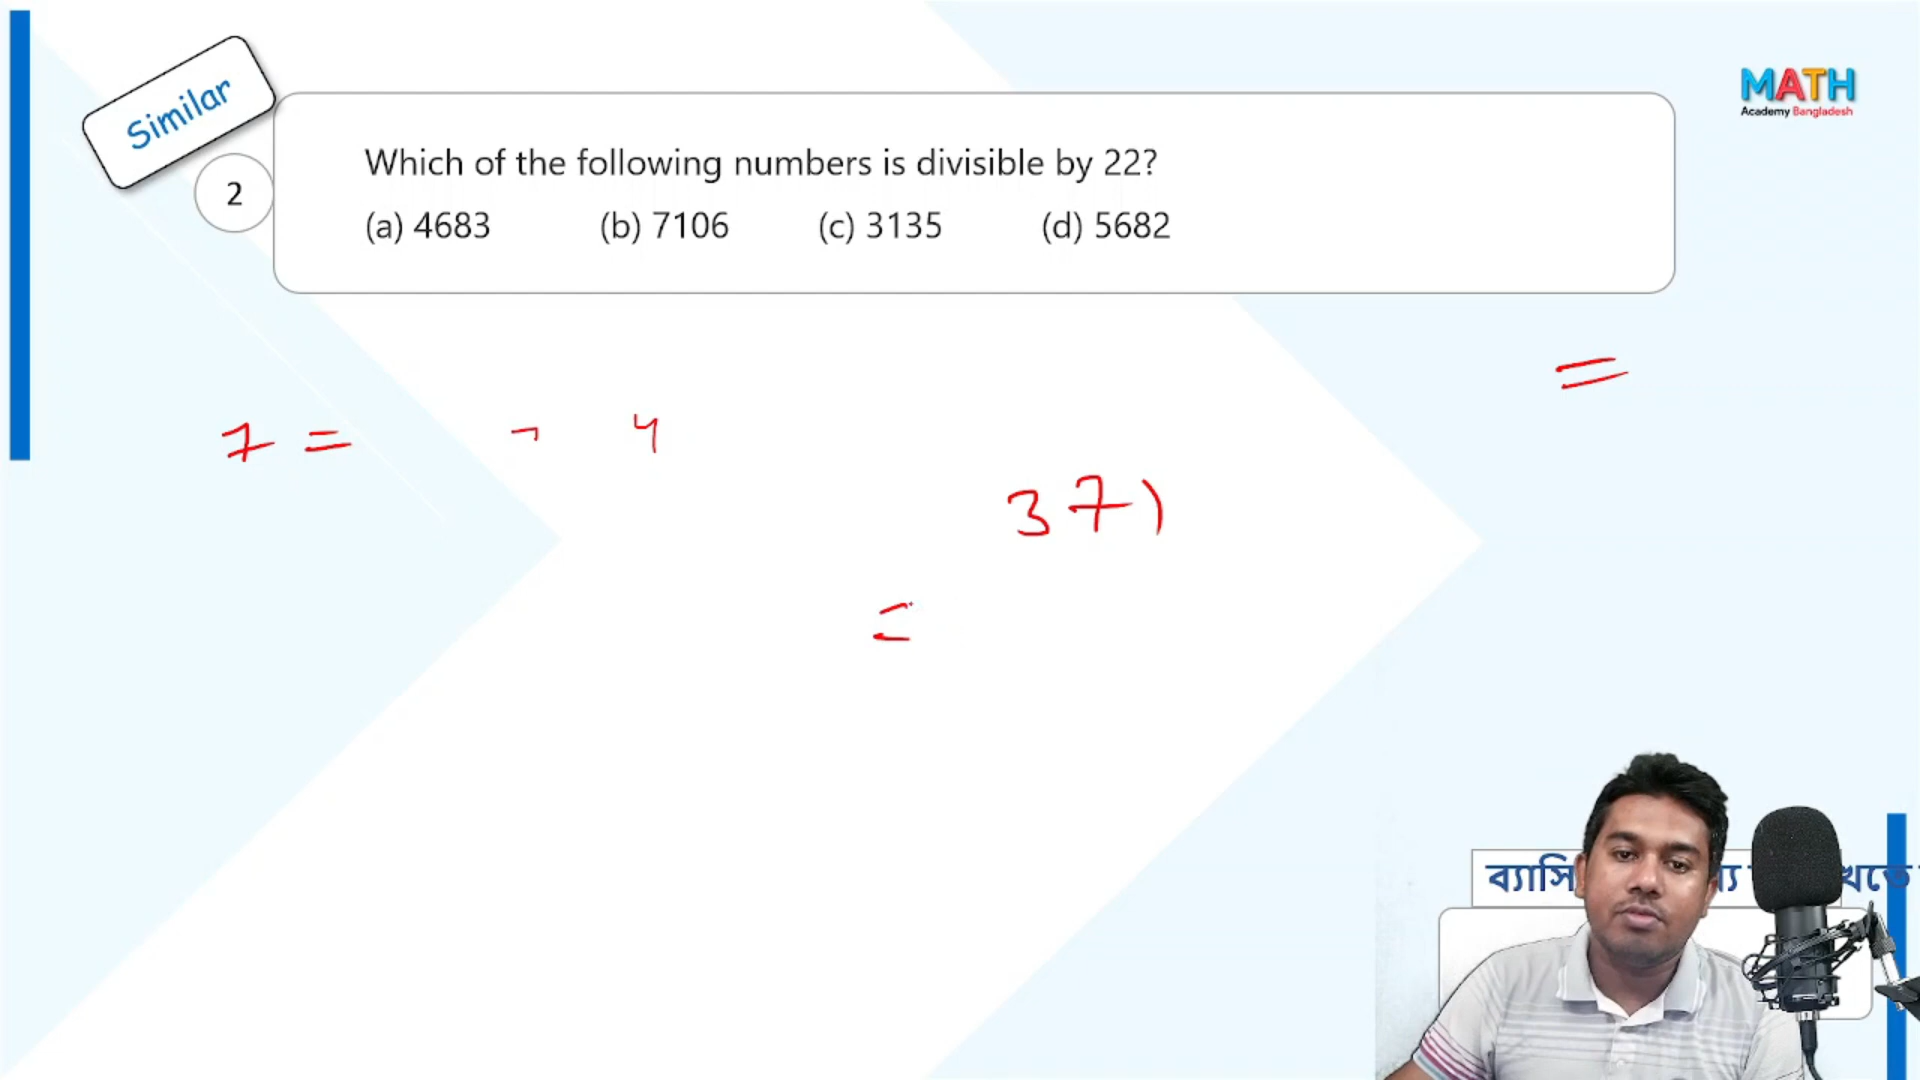 Similar
MATH
Academy Bangladesh
2
Which of the following numbers is divisible by 22?
(a) 4683 (b) 7106 (c) 3135 (d) 5682
=
7 = 4
371
=